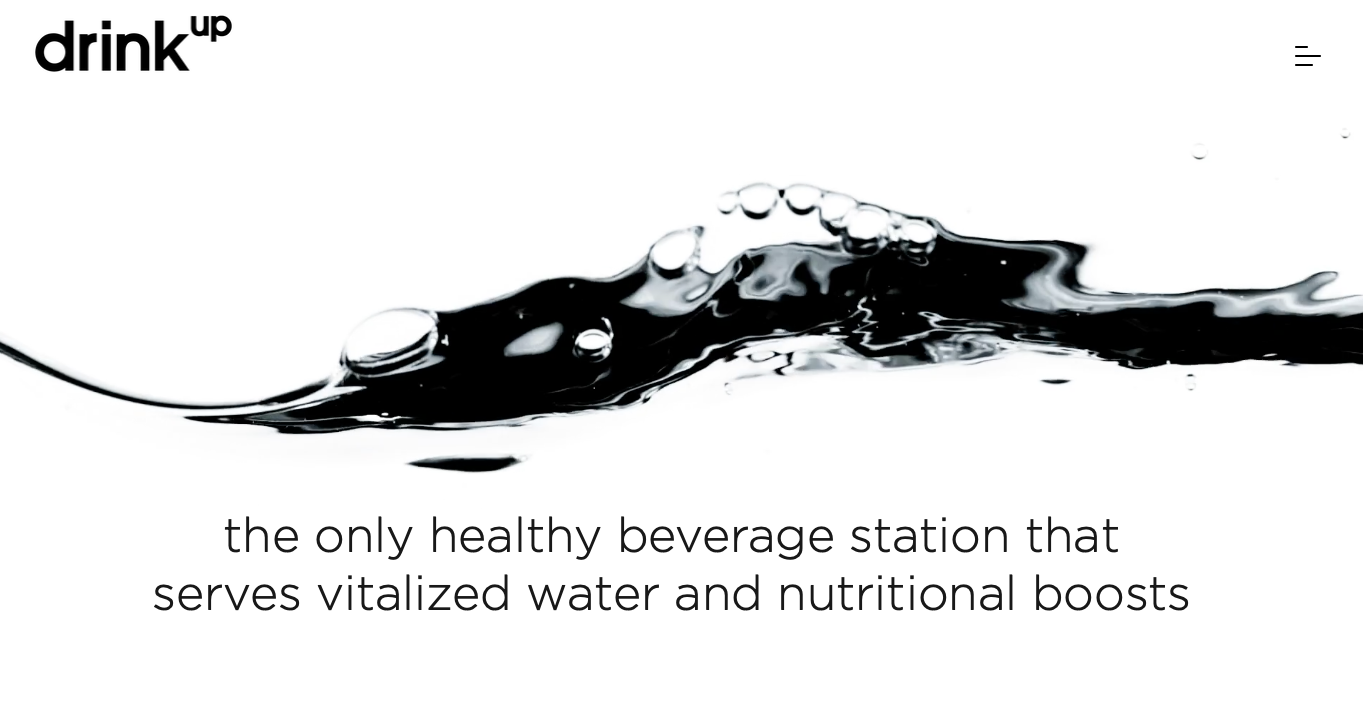 drink up
the only healthy beverage station that
serves vitalized water and nutritional boosts